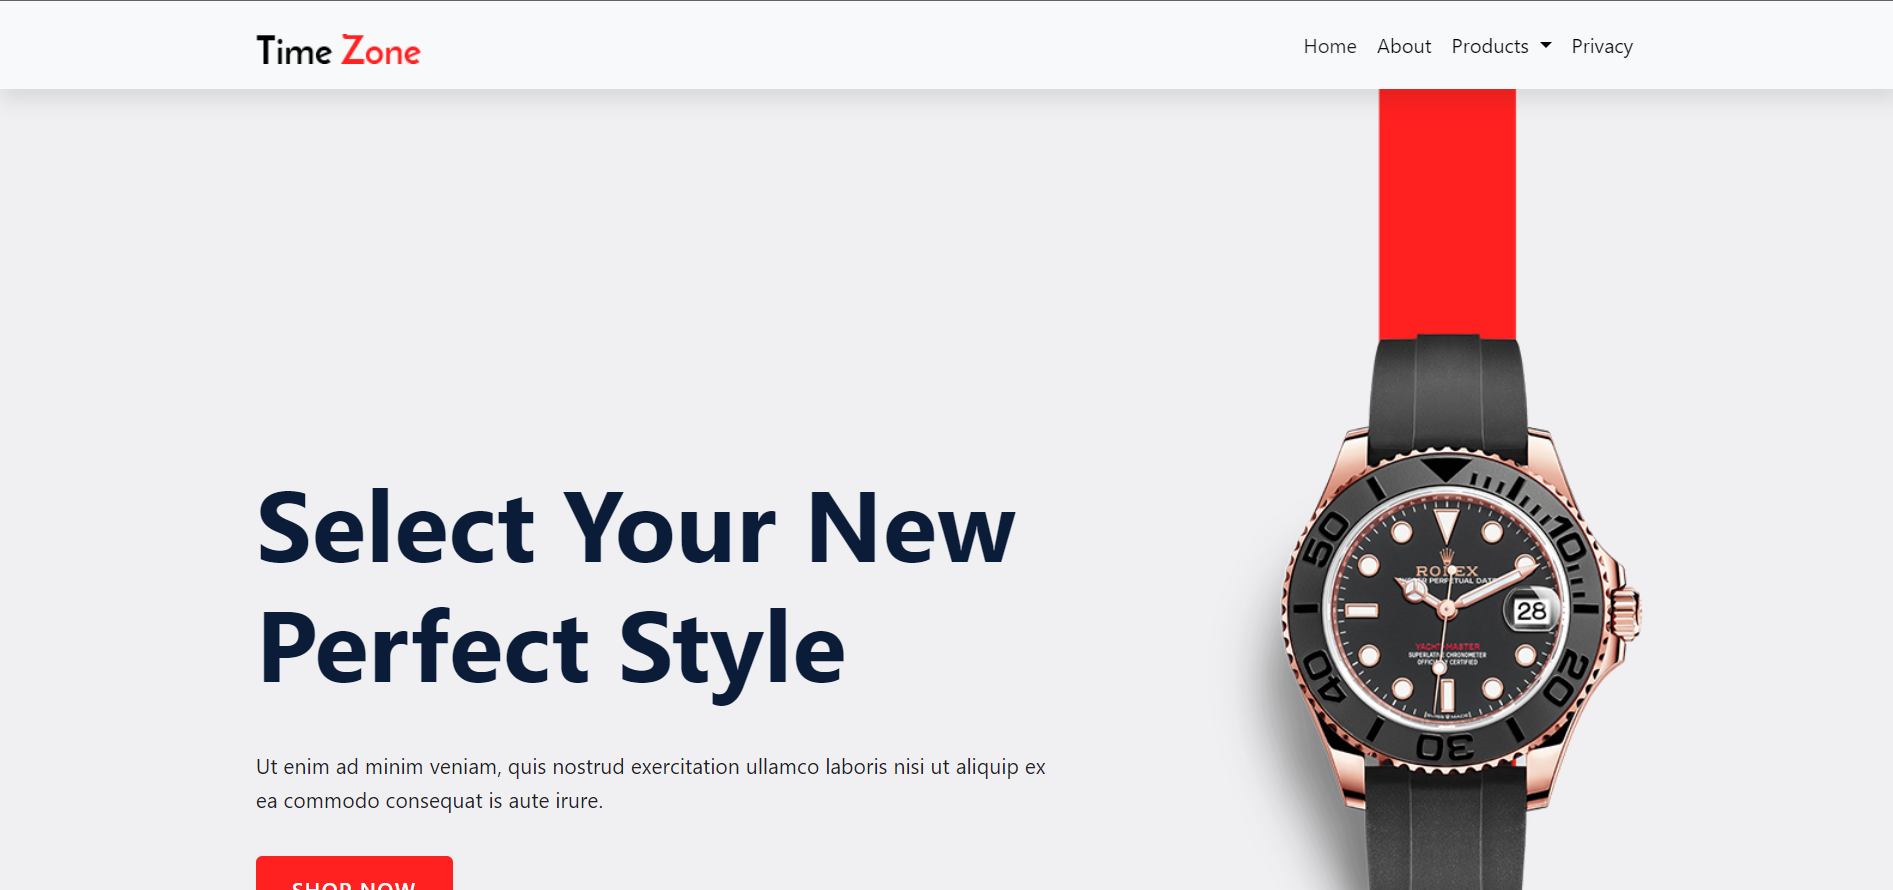 Time Zone
Home About Products Privacy
Select Your New
Perfect Style
Ut enim ad minim veniam, quis nostrud exercitation ullamco laboris nisi ut aliquip ex
ea commodo consequat is aute irure.
SHOP NOW
50
10
ROLEX
PERPETUAL DATE
28
YACHT-MASTER
SUPERLATIVE CHRONOMETER
OFFICIALLY CERTIFIED
40
20
SWISS MADE
30